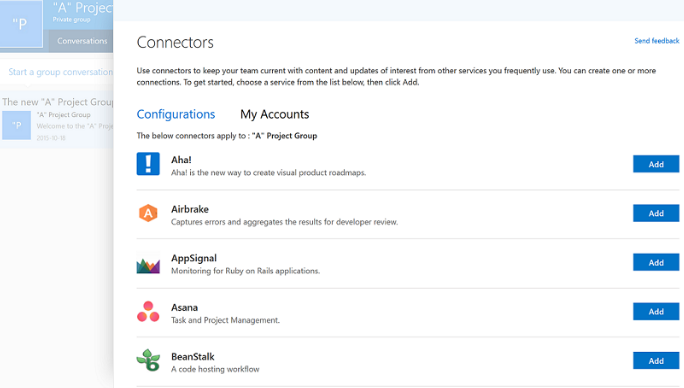 "P
"A" Project
Private group
Conversations
Start a group conversation
The new "A" Project Group
"P
"A" Project Group
Welcome to the "A" Proje
2015-10-18
Connectors
Send feedback
Use connectors to keep your team current with content and updates of interest from other services you frequently use. You can create one or more
connections. To get started, choose a service from the list below, then click Add.
Configurations
My Accounts
The below connectors apply to : "A" Project Group
Aha!
Aha! is the new way to create visual product roadmaps.
Add
Airbrake
Captures errors and aggregates the results for developer review.
Add
AppSignal
Monitoring for Ruby on Rails applications.
Add
Asana
Task and Project Management.
Add
BeanStalk
A code hosting workflow
Add